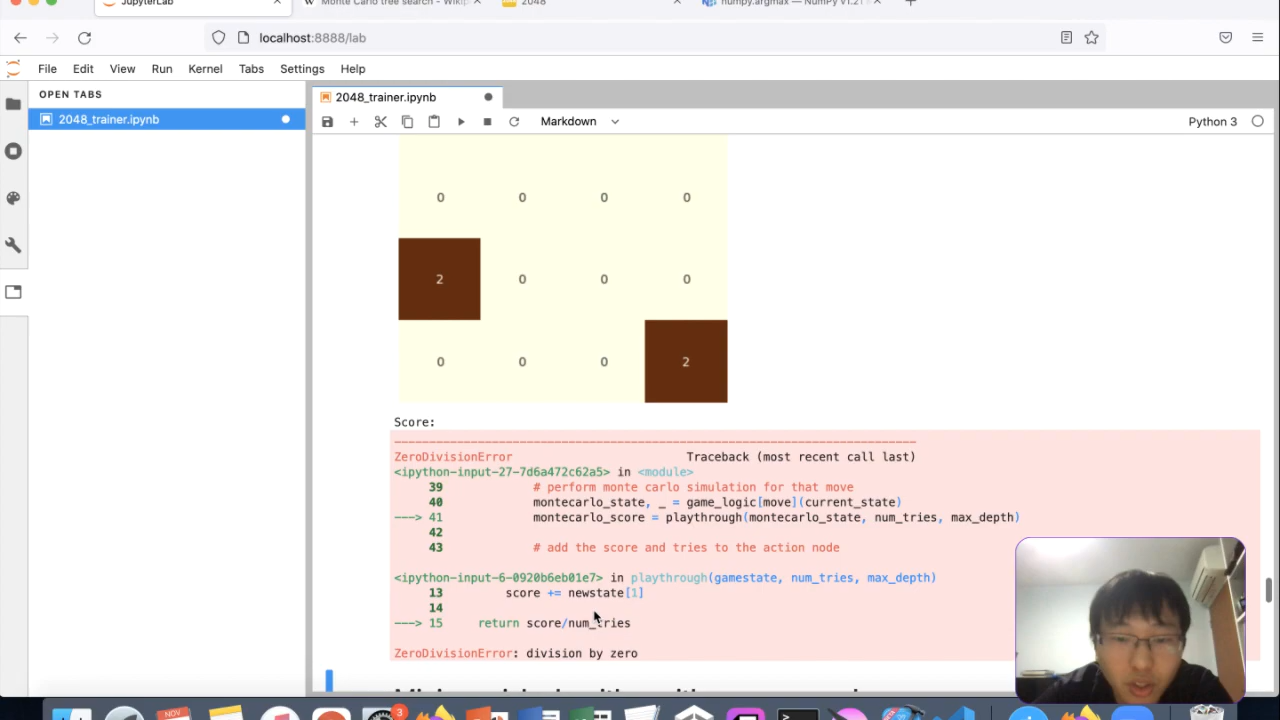 JupyterLab
Monte Carlo tree search - Wikip
2048
numpy.argmax — NumPy v1.21
localhost:8888/lab
File Edit View Run Kernel Tabs Settings Help
OPEN TABS
2048_trainer.ipynb
2048_trainer.ipynb
Markdown
Python 3
0 0 0 0
2 0 0 0
0 0 0 2
Score:
ZeroDivisionError Traceback (most recent call last)
<ipython-input-27-7d6a472c62a5> in <module>
39 # perform monte carlo simulation for that move
40 montecarlo_state, _ = game_logic[move](current_state)
---> 41 montecarlo_score = playthrough(montecarlo_state, num_tries, max_depth)
42
43 # add the score and tries to the action node
<ipython-input-6-0920b6eb01e7> in playthrough(gamestate, num_tries, max_depth)
13 score += newstate[1]
14
---> 15 return score/num_tries
ZeroDivisionError: division by zero
NOV
3